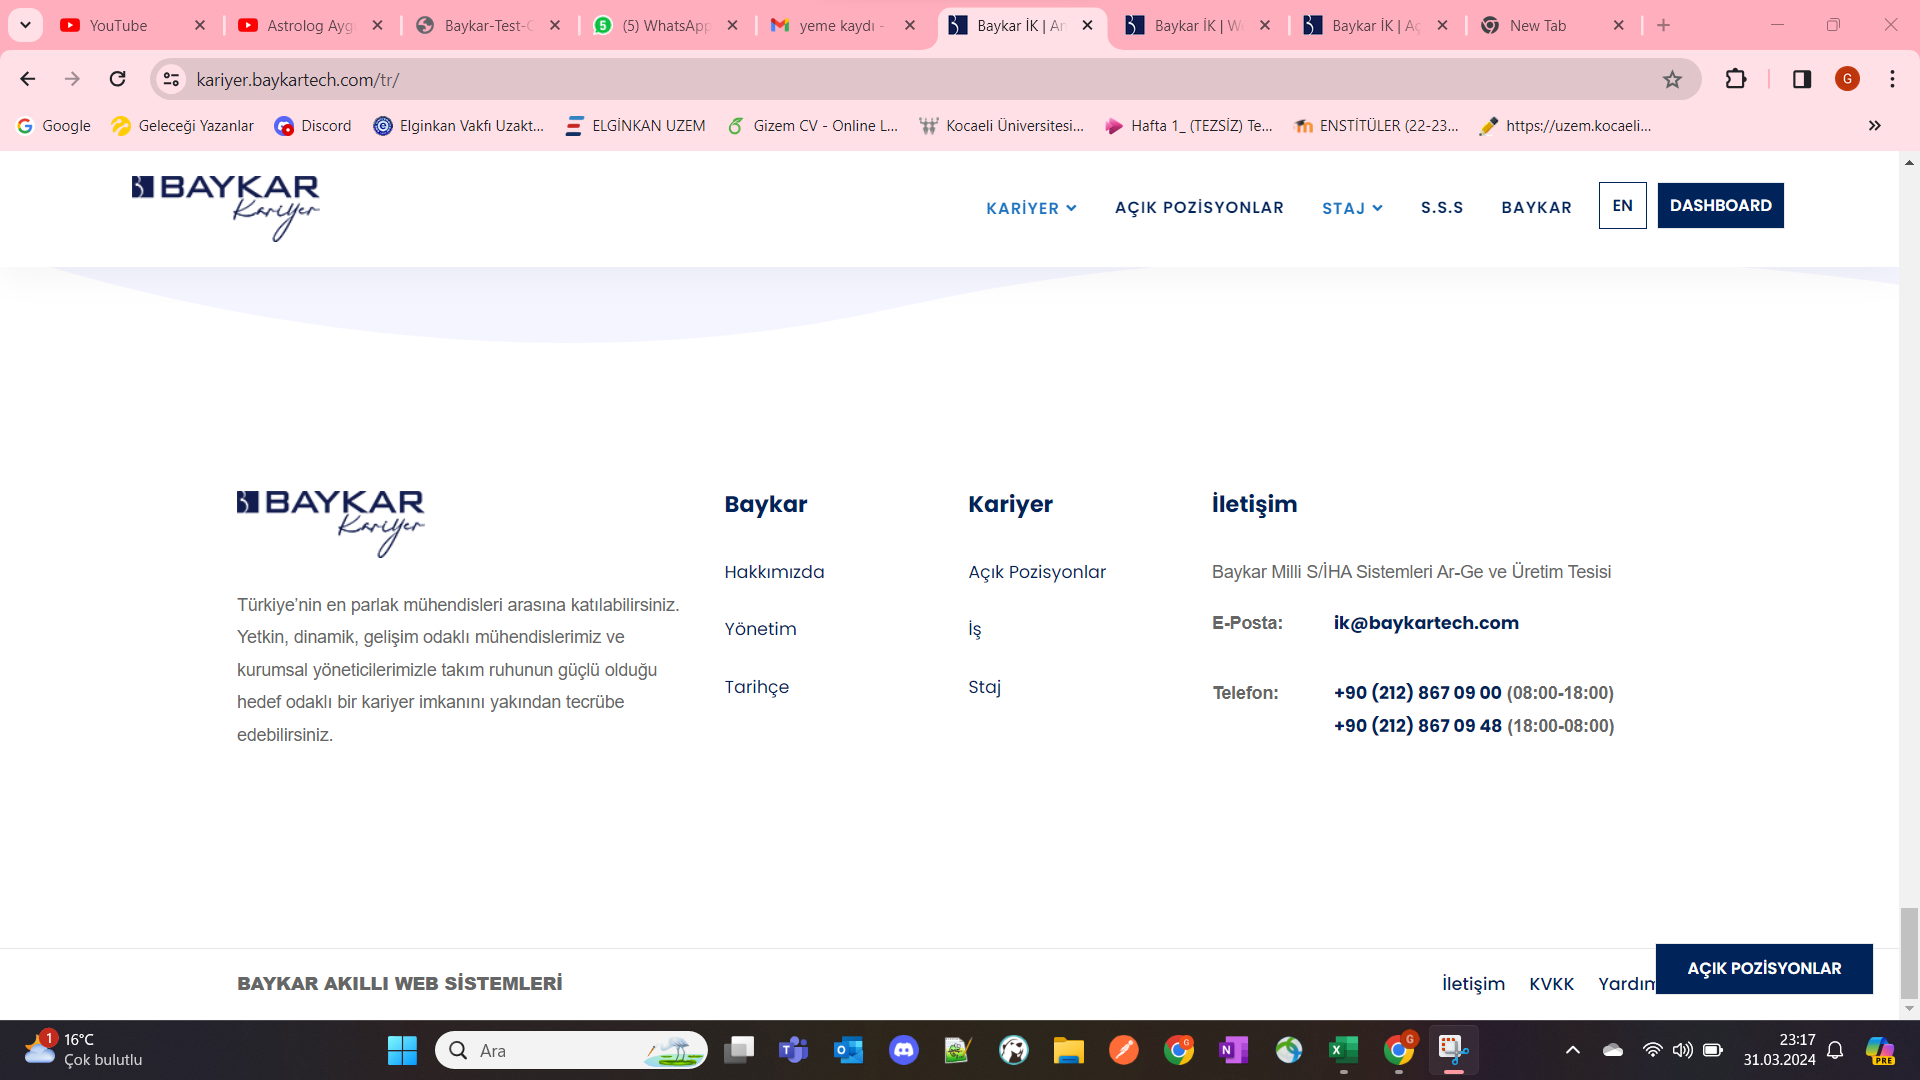 YouTube
Astrolog Ayg
Baykar-Test-C
(5) WhatsApp
yeme kaydı -
Baykar İK | An
Baykar İK | W
Baykar İK | Aç
New Tab
kariyer.baykartech.com/tr/
G
Google
Geleceği Yazanlar
Discord
Elginkan Vakfı Uzakt...
ELGİNKAN UZEM
Gizem CV - Online L...
Kocaeli Üniversitesi...
Hafta 1_ (TEZSİZ) Te...
ENSTİTÜLER (22-23...
https://uzem.kocaeli...
BAYKAR
Kariyer
KARİYER
AÇIK POZİSYONLAR
STAJ
S.S.S
BAYKAR
EN
DASHBOARD
BAYKAR
Kariyer
Türkiye’nin en parlak mühendisleri arasına katılabilirsiniz.
Yetkin, dinamik, gelişim odaklı mühendislerimiz ve
kurumsal yöneticilerimizle takım ruhunun güçlü olduğu
hedef odaklı bir kariyer imkanını yakından tecrübe
edebilirsiniz.
Baykar
Hakkımızda
Yönetim
Tarihçe
Kariyer
Açık Pozisyonlar
İş
Staj
İletişim
Baykar Milli S/İHA Sistemleri Ar-Ge ve Üretim Tesisi
E-Posta: ik@baykartech.com
Telefon: +90 (212) 867 09 00 (08:00-18:00)
+90 (212) 867 09 48 (18:00-08:00)
BAYKAR AKILLI WEB SİSTEMLERİ
İletişim
KVKK
Yardım
AÇIK POZİSYONLAR
1
16°C
Çok bulutlu
Ara
23:17
31.03.2024
PRE